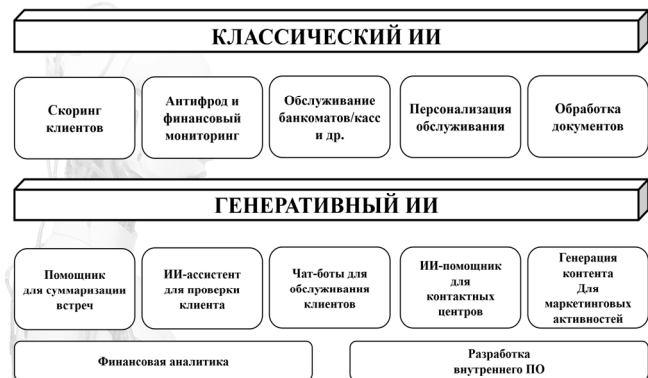 КЛАССИЧЕСКИЙ ИИ
Скоринг
клиентов
Антифрод и
финансовый
мониторинг
Обслуживание
банкоматов/касс
и др.
Персонализация
обслуживания
Обработка
документов
ГЕНЕРАТИВНЫЙ ИИ
Помощник
для суммаризации
встреч
ИИ-ассистент
для проверки
клиента
Чат-боты для
обслуживания
клиентов
ИИ-помощник
для
контактных
центров
Генерация
контента
Для
маркетинговых
активностей
Финансовая аналитика
Разработка
внутреннего ПО